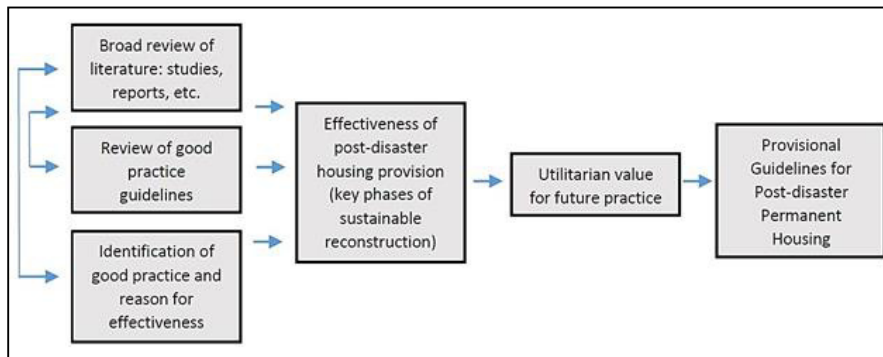 Broad review of
literature: studies,
reports, etc.
Review of good
practice
guidelines
Identification of
good practice and
reason for
effectiveness
Effectiveness of
post-disaster
housing provision
(key phases of
sustainable
reconstruction)
Utilitarian value
for future practice
Provisional
Guidelines for
Post-disaster
Permanent
Housing